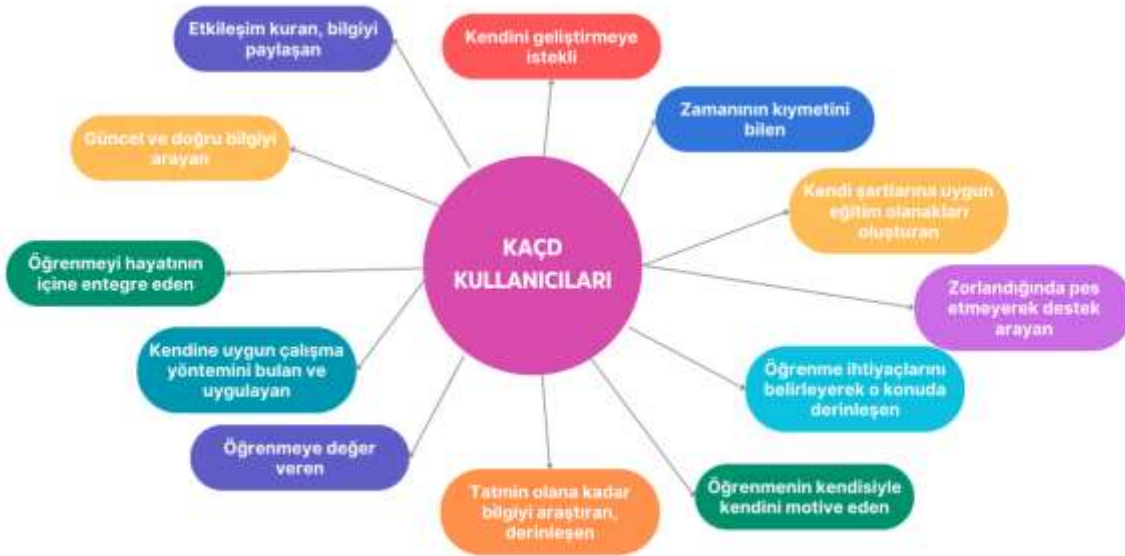 Etkileşim kuran, bilgiyi
paylaşan
Kendini geliştirmeye
istekli
Zamanının kıymetini
bilen
Güncel ve doğru bilgiyi
arayan
Kendi şartlarına uygun
eğitim olanakları
oluşturan
KAÇD
KULLANICILARI
Öğrenmeyi hayatının
içine entegre eden
Zorlandığında pes
etmeyerek destek
arayan
Kendine uygun çalışma
yöntemini bulan ve
uygulayan
Öğrenme ihtiyaçlarını
belirleyerek o konuda
derinleşen
Öğrenmeye değer
veren
Tatmin olana kadar
bilgiyi araştıran,
derinleşen
Öğrenmenin kendisiyle
kendini motive eden